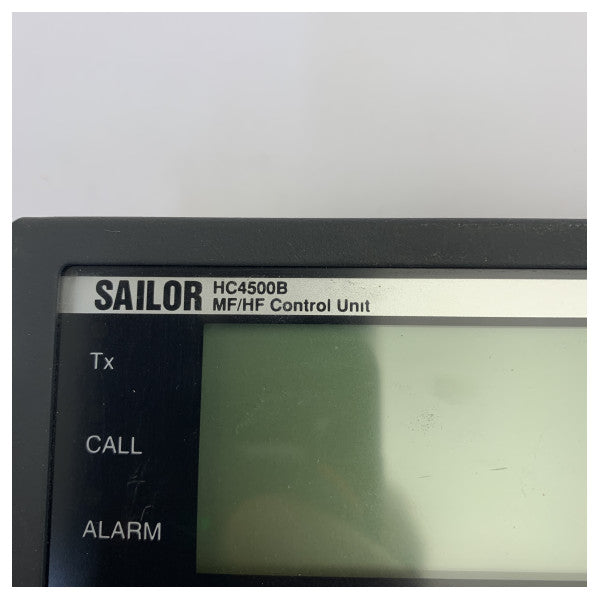 SAILOR HC4500B
MF/HF Control Unit
Tx
CALL
ALARM